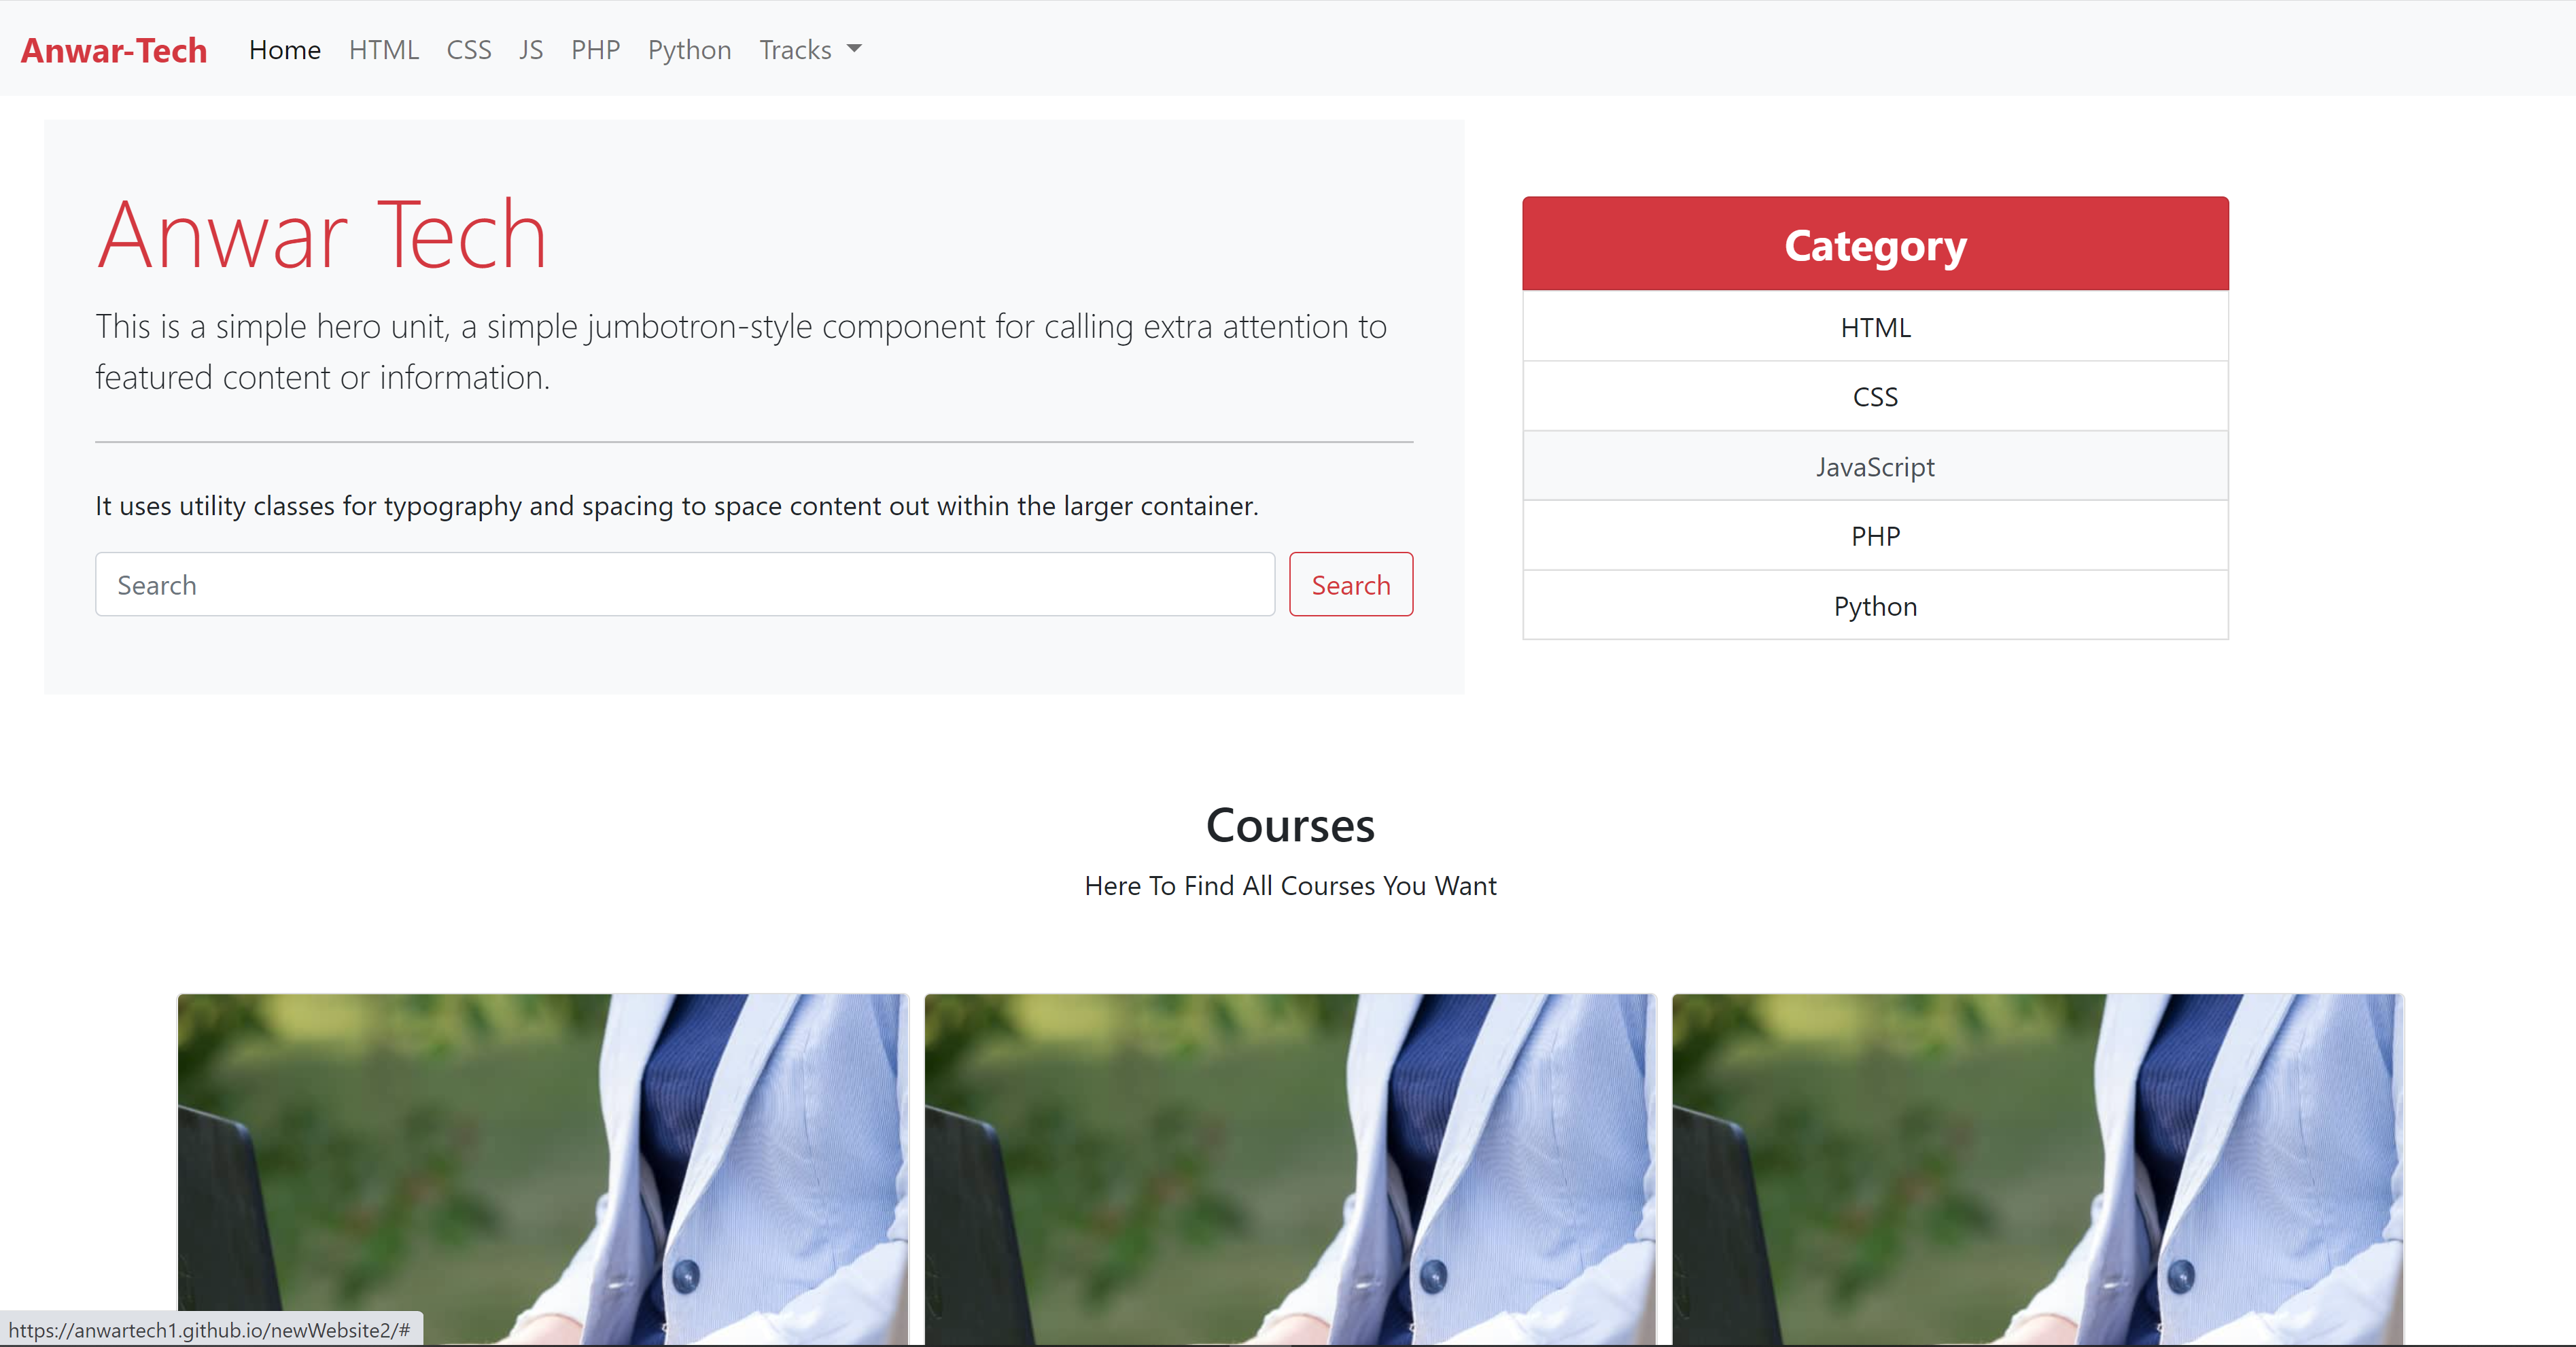 Anwar-Tech Home HTML CSS JS PHP Python Tracks
Anwar Tech
This is a simple hero unit, a simple jumbotron-style component for calling extra attention to
featured content or information.
It uses utility classes for typography and spacing to space content out within the larger container.
Search Search
Category
HTML
CSS
JavaScript
PHP
Python
Courses
Here To Find All Courses You Want
https://anwartech1.github.io/newWebsite2/#